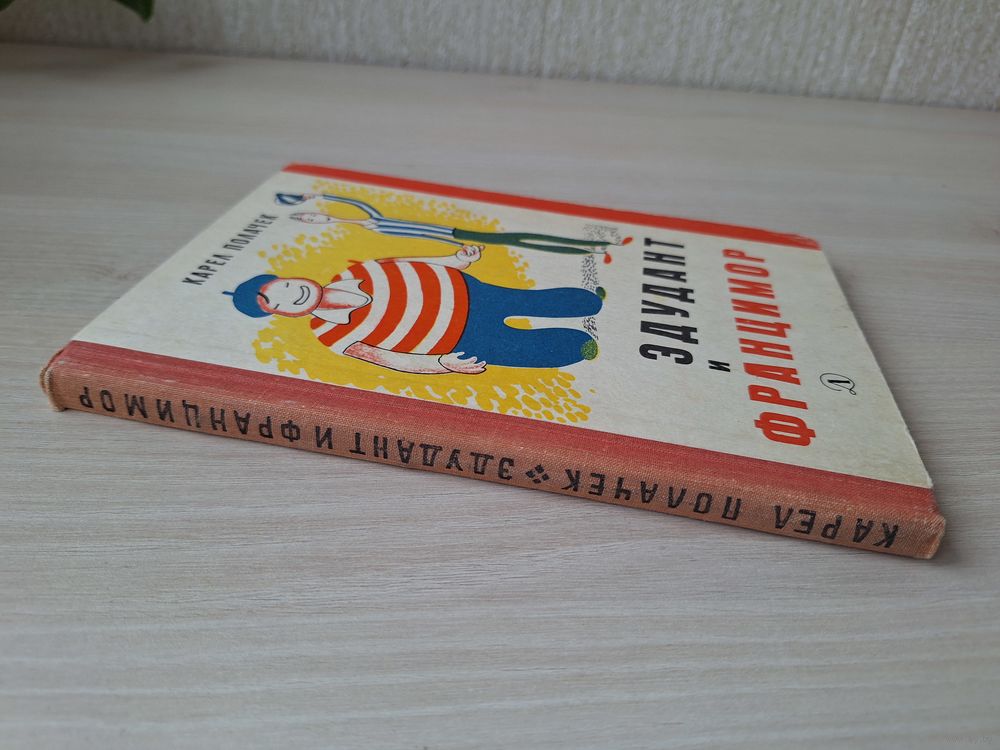 КАРЕЛ ПОЛАЧЕК
ЭДУДАНТ
и
ФРАНЦИМОР
КАРЕЛ ПОЛАЧЕК ❖ ЭДУДАНТ И ФРАНЦИМОР